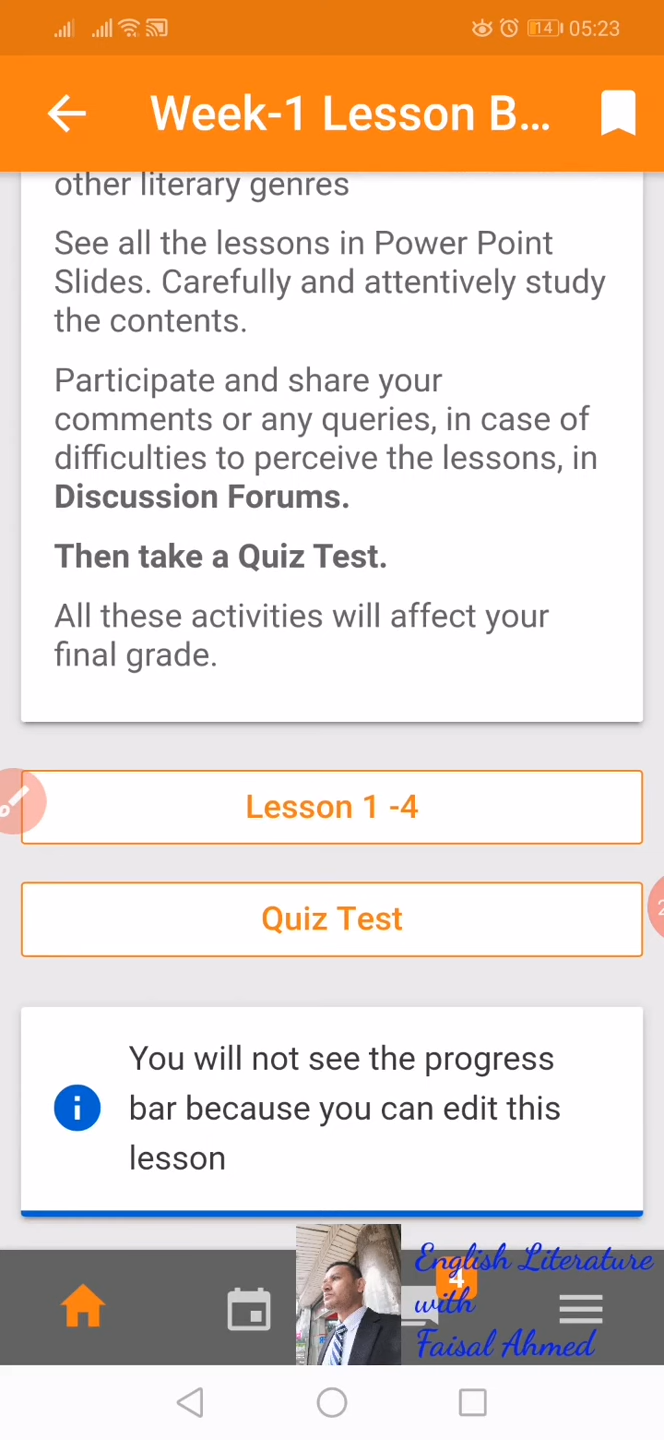 14 05:23
Week-1 Lesson B...
other literary genres
See all the lessons in Power Point
Slides. Carefully and attentively study
the contents.
Participate and share your
comments or any queries, in case of
difficulties to perceive the lessons, in
Discussion Forums.
Then take a Quiz Test.
All these activities will affect your
final grade.
Lesson 1 -4
Quiz Test
You will not see the progress
bar because you can edit this
lesson
English Literature
4
with
Faisal Ahmed